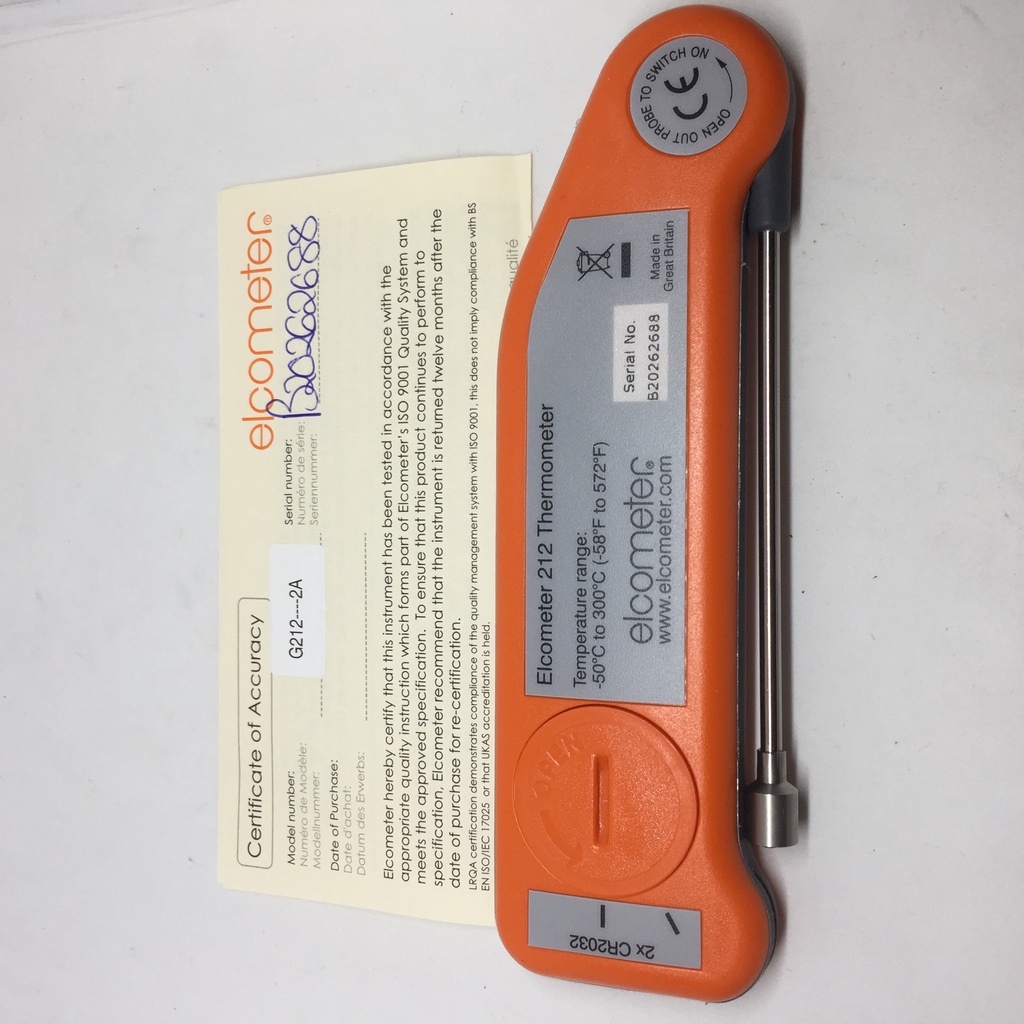 elcometer®
Certificate of Accuracy
Model number:
Numéro de Modèle:
Modellnummer:
G212----2A
Serial number:
Numéro de série:
Seriennummer:
B20262688
Date of Purchase:
Date d'achat:
Datum des Erwerbs:
Elcometer hereby certify that this instrument has been tested in accordance with the
appropriate quality instruction which forms part of Elcometer's ISO 9001 Quality System and
meets the approved specification. To ensure that this product continues to perform to
specification, Elcometer recommend that the instrument is returned twelve months after the
date of purchase for re-certification.
LRQA certification demonstrates compliance of the quality management system with ISO 9001, this does not imply compliance with BS
EN ISO/IEC 17025 or that UKAS accreditation is held.
qualité
Elcometer 212 Thermometer
Temperature range:
-50°C to 300°C (-58°F to 572°F)
elcometer®
www.elcometer.com
Serial No.
B20262688
Made in
Great Britain
OPEN OUT PROBE TO SWITCH ON
CE
OPEN
2x CR2032